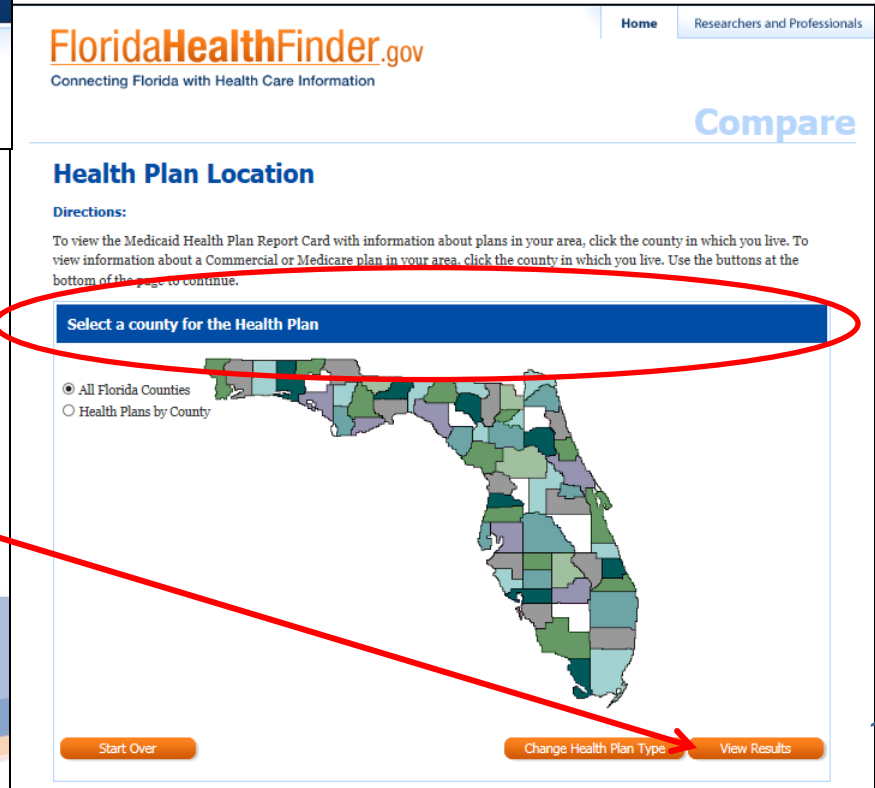 Home Researchers and Professionals
FloridaHealthFinder.gov
Connecting Florida with Health Care Information
Compare
Health Plan Location
Directions:
To view the Medicaid Health Plan Report Card with information about plans in your area, click the county in which you live. To
view information about a Commercial or Medicare plan in your area, click the county in which you live. Use the buttons at the
bottom of the page to continue.
Select a county for the Health Plan
All Florida Counties
Health Plans by County
Start Over Change Health Plan Type View Results